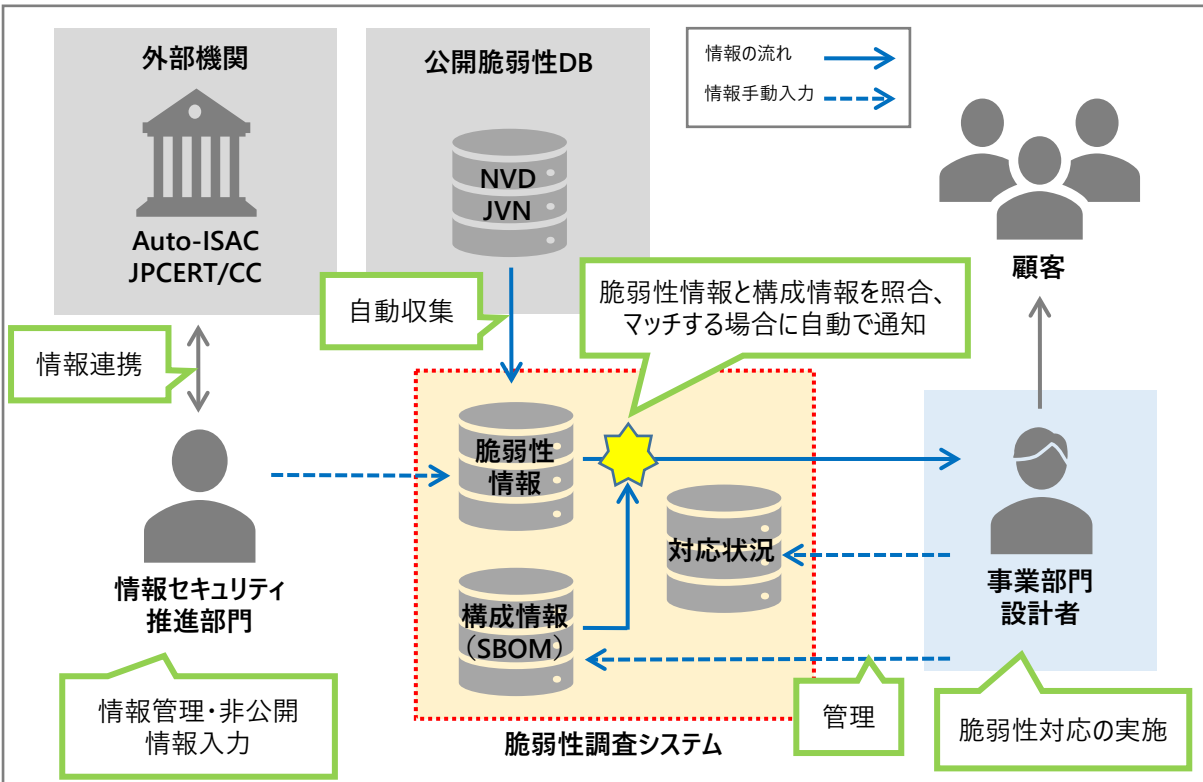 外部機関
Auto-ISAC
JPCERT/CC
公開脆弱性DB
NVD
JVN
情報の流れ
情報手動入力
顧客
自動収集
脆弱性情報と構成情報を照合、
マッチする場合に自動で通知
情報連携
脆弱性
情報
対応状況
構成情報
（SBOM）
情報セキュリティ
推進部門
事業部門
設計者
情報管理・非公開
情報入力
管理
脆弱性対応の実施
脆弱性調査システム